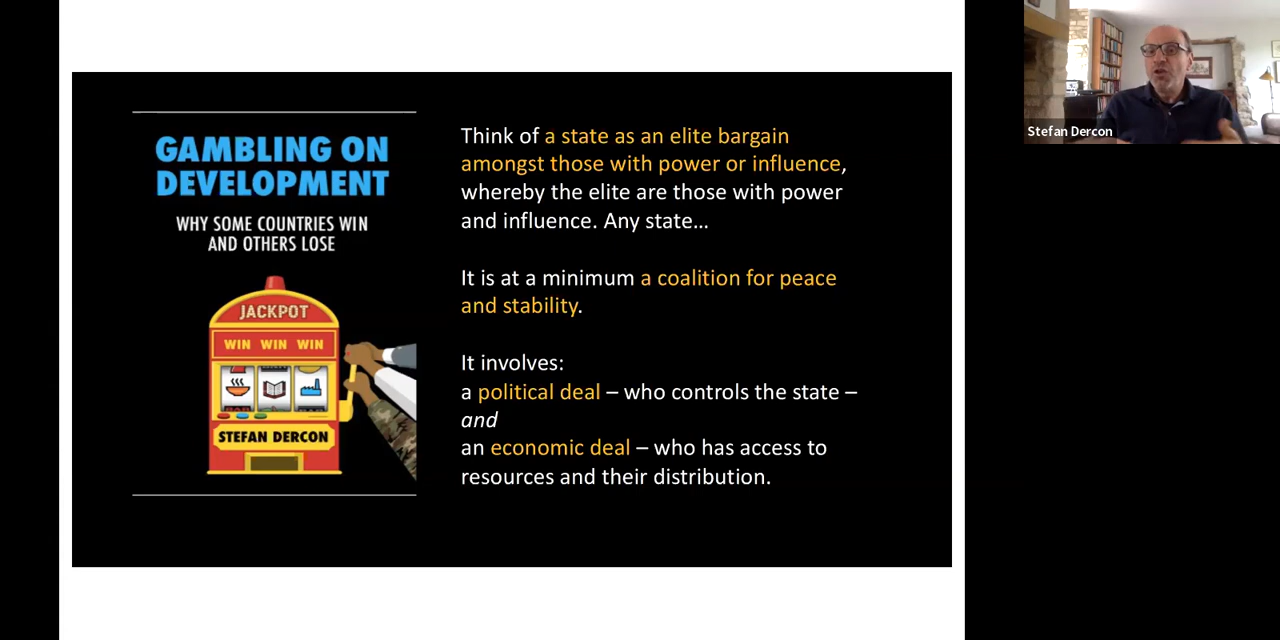 GAMBLING ON
DEVELOPMENT
WHY SOME COUNTRIES WIN
AND OTHERS LOSE
JACKPOT
WIN WIN WIN
STEFAN DERCON
Think of a state as an elite bargain
amongst those with power or influence,
whereby the elite are those with power
and influence. Any state…
It is at a minimum a coalition for peace
and stability.
It involves:
a political deal – who controls the state –
and
an economic deal – who has access to
resources and their distribution.
Stefan Dercon